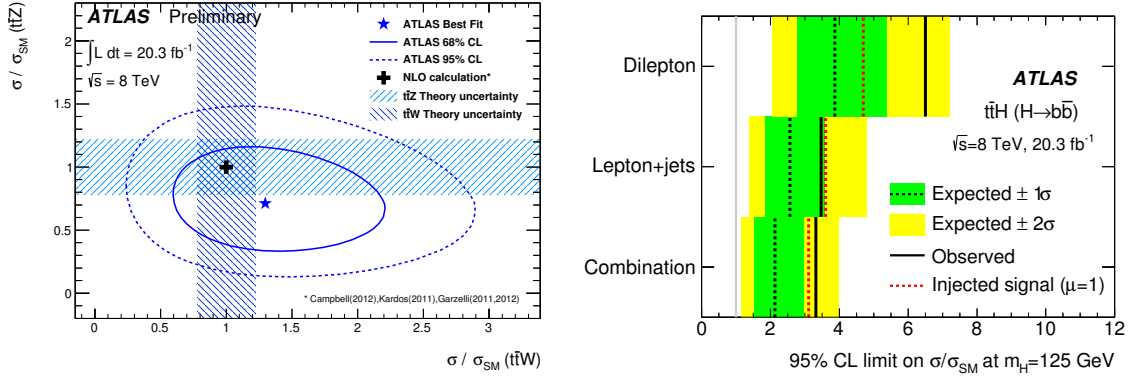 ATLAS Preliminary
∫L dt = 20.3 fb⁻¹
√s = 8 TeV
ATLAS Best Fit
ATLAS 68% CL
ATLAS 95% CL
NLO calculation*
tt̄Z Theory uncertainty
tt̄W Theory uncertainty
* Campbell(2012),Kardos(2011),Garzelli(2011,2012)
σ / σSM (tt̄Z)
2
1.5
1
0.5
0
0 0.5 1 1.5 2 2.5 3
σ / σSM (tt̄W)
Dilepton
Lepton+jets
Combination
ATLAS
tt̄H (H→bb̄)
√s=8 TeV, 20.3 fb⁻¹
Expected ± 1σ
Expected ± 2σ
Observed
Injected signal (μ=1)
0 2 4 6 8 10 12
95% CL limit on σ/σSM at mH=125 GeV